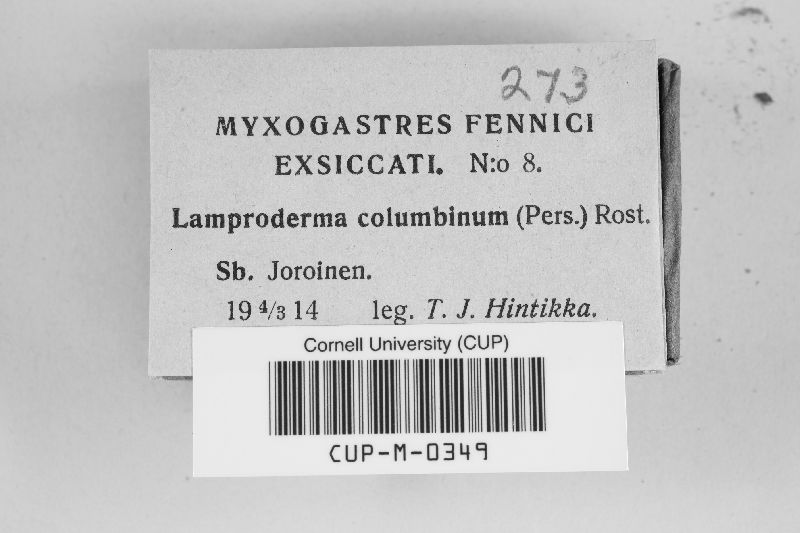 273
MYXOGASTRES FENNICI
EXSICCATI. N:o 8.
Lamproderma columbinum (Pers.) Rost.
Sb. Joroinen.
19 4/3 14 leg. T. J. Hintikka.
Cornell University (CUP)
CUP-M-0349